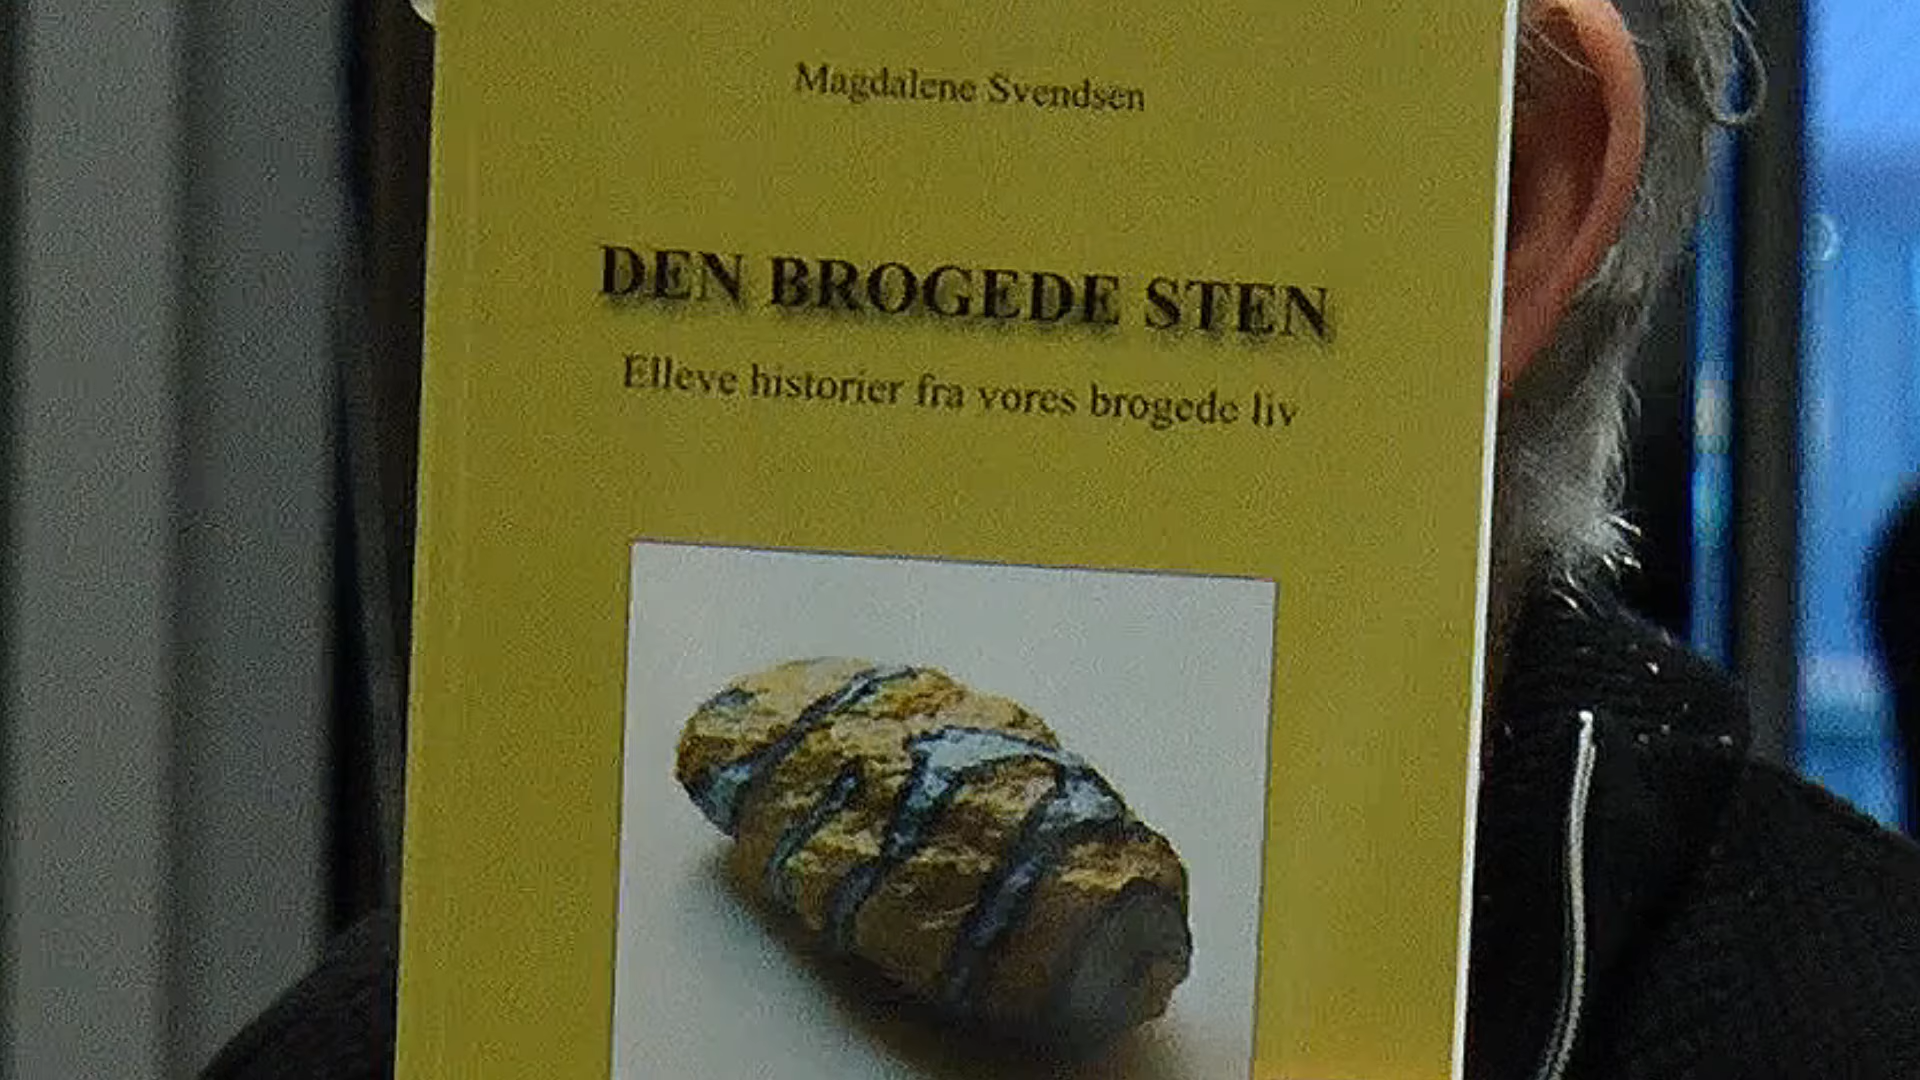 Magdalene Svendsen
DEN BROGEDE STEN
Elleve historier fra vores brogede liv